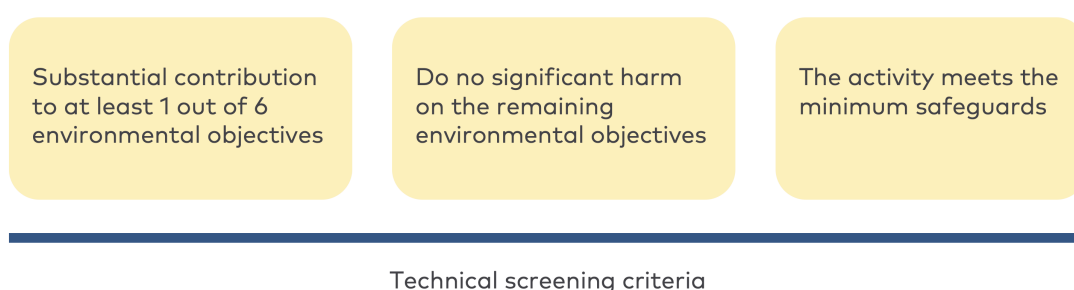 Substantial contribution
to at least 1 out of 6
environmental objectives
Do no significant harm
on the remaining
environmental objectives
The activity meets the
minimum safeguards
Technical screening criteria